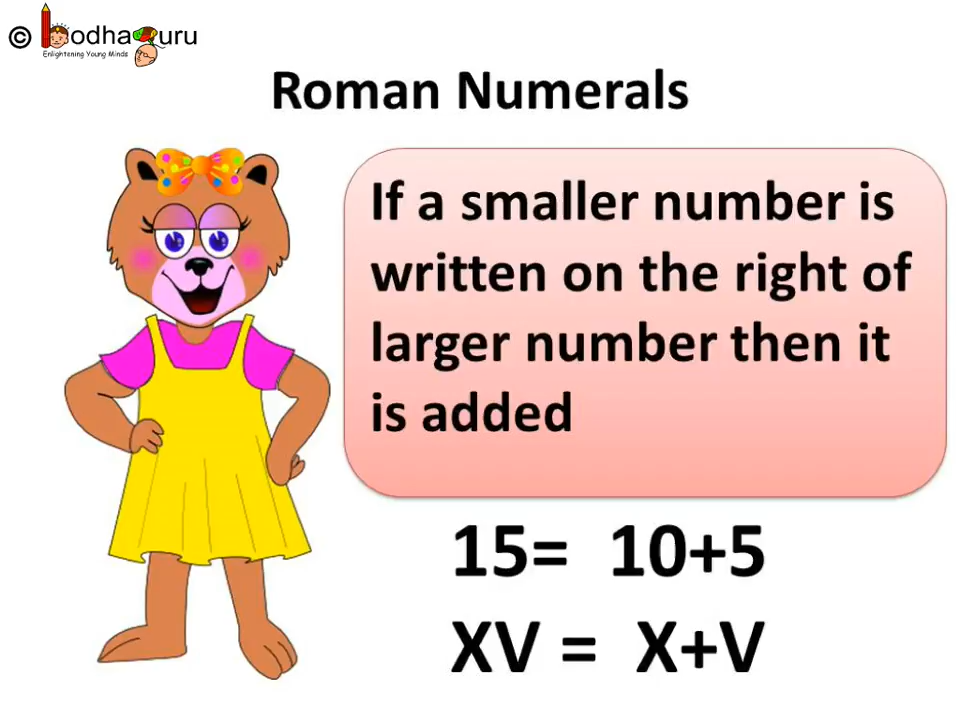 © BodhaGuru
Enlightening Young Minds
Roman Numerals
If a smaller number is
written on the right of
larger number then it
is added
15= 10+5
XV = X+V